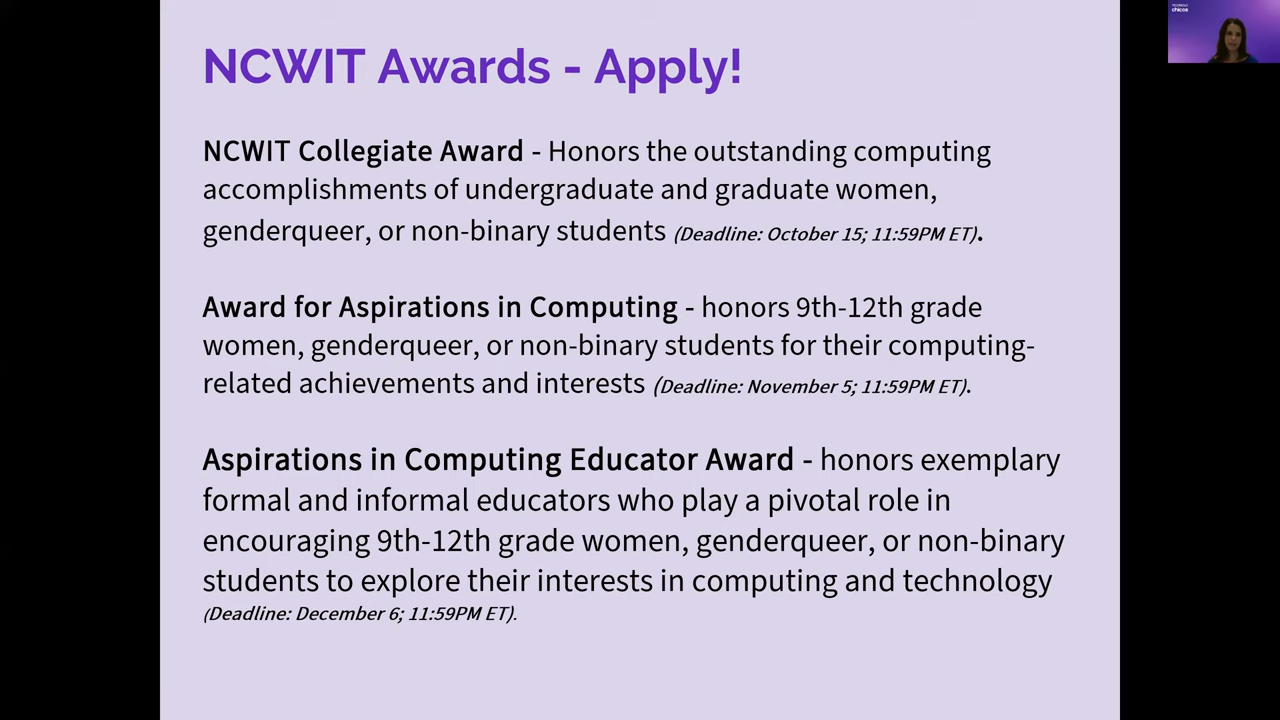 NCWIT Awards - Apply!
NCWIT Collegiate Award - Honors the outstanding computing
accomplishments of undergraduate and graduate women,
genderqueer, or non-binary students (Deadline: October 15; 11:59PM ET).
Award for Aspirations in Computing - honors 9th-12th grade
women, genderqueer, or non-binary students for their computing-
related achievements and interests (Deadline: November 5; 11:59PM ET).
Aspirations in Computing Educator Award - honors exemplary
formal and informal educators who play a pivotal role in
encouraging 9th-12th grade women, genderqueer, or non-binary
students to explore their interests in computing and technology
(Deadline: December 6; 11:59PM ET).
chicas